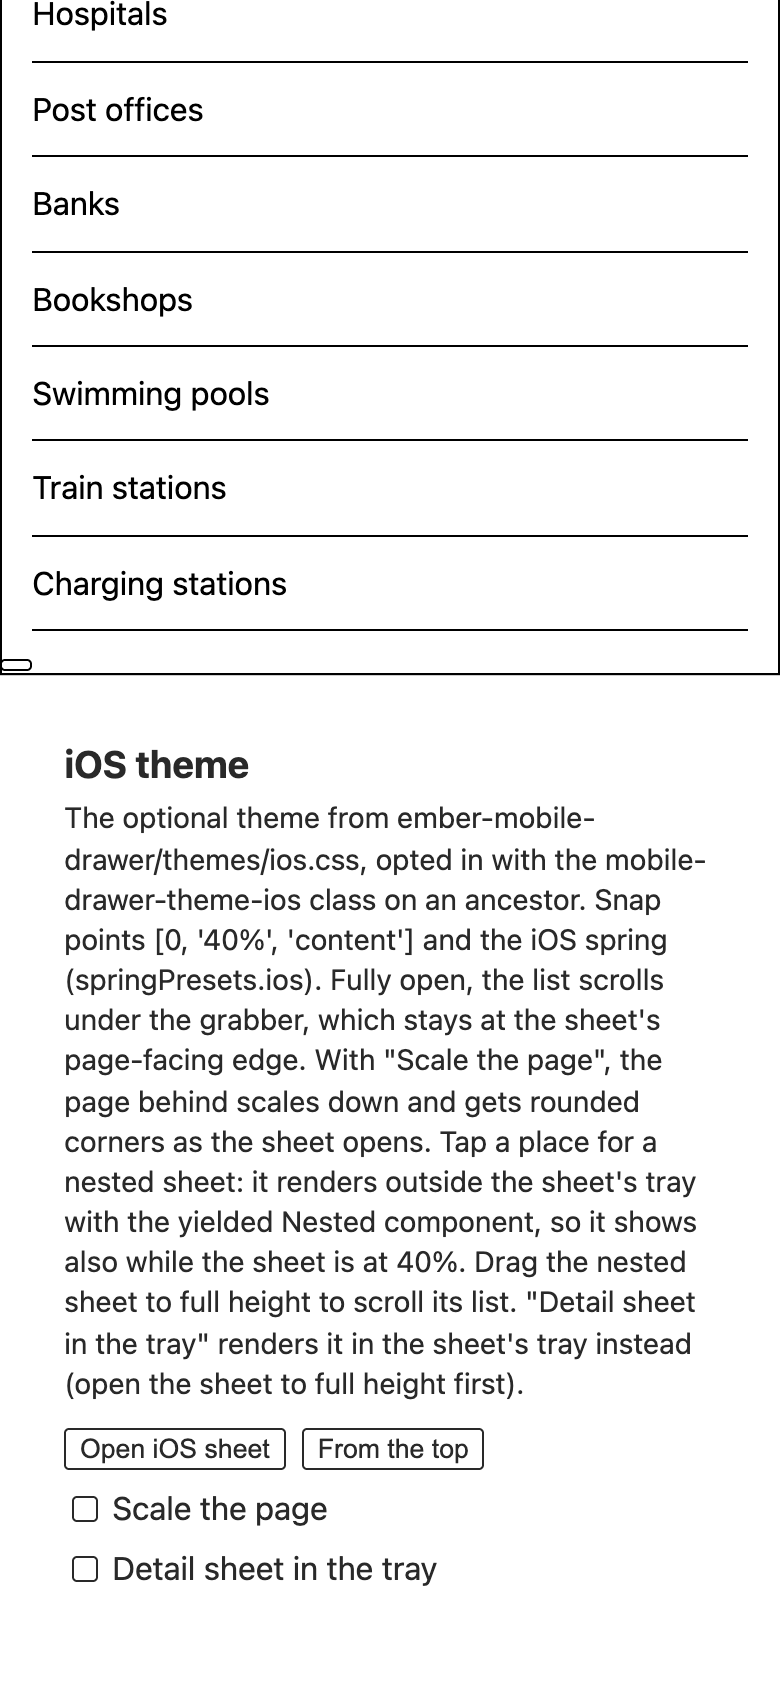 Hospitals
Post offices
Banks
Bookshops
Swimming pools
Train stations
Charging stations
iOS theme
The optional theme from ember-mobile-
drawer/themes/ios.css, opted in with the mobile-
drawer-theme-ios class on an ancestor. Snap
points [0, '40%', 'content'] and the iOS spring
(springPresets.ios). Fully open, the list scrolls
under the grabber, which stays at the sheet's
page-facing edge. With "Scale the page", the
page behind scales down and gets rounded
corners as the sheet opens. Tap a place for a
nested sheet: it renders outside the sheet's tray
with the yielded Nested component, so it shows
also while the sheet is at 40%. Drag the nested
sheet to full height to scroll its list. "Detail sheet
in the tray" renders it in the sheet's tray instead
(open the sheet to full height first).
Open iOS sheet From the top
Scale the page
Detail sheet in the tray